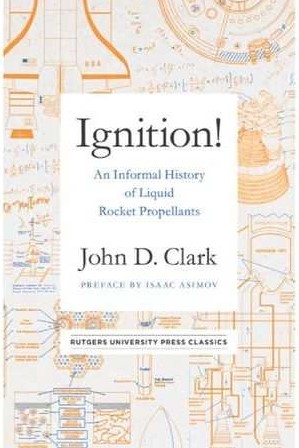 Ignition!
An Informal History
of Liquid
Rocket Propellants
John D. Clark
PREFACE BY ISAAC ASIMOV
RUTGERS UNIVERSITY PRESS CLASSICS